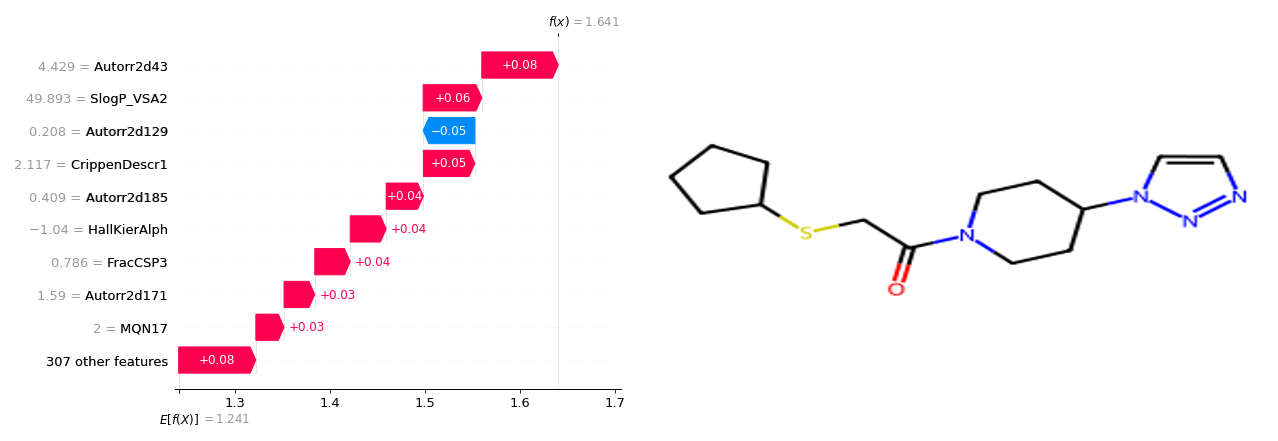 f(x) = 1.641
4.429 = Autorr2d43
+0.08
49.893 = SlogP_VSA2
+0.06
0.208 = Autorr2d129
−0.05
2.117 = CrippenDescr1
+0.05
0.409 = Autorr2d185
+0.04
−1.04 = HallKierAlph
+0.04
0.786 = FracCSP3
+0.04
1.59 = Autorr2d171
+0.03
2 = MQN17
+0.03
307 other features
+0.08
1.3 1.4 1.5 1.6 1.7
E[f(X)] = 1.241
S
O
N
N
N
N